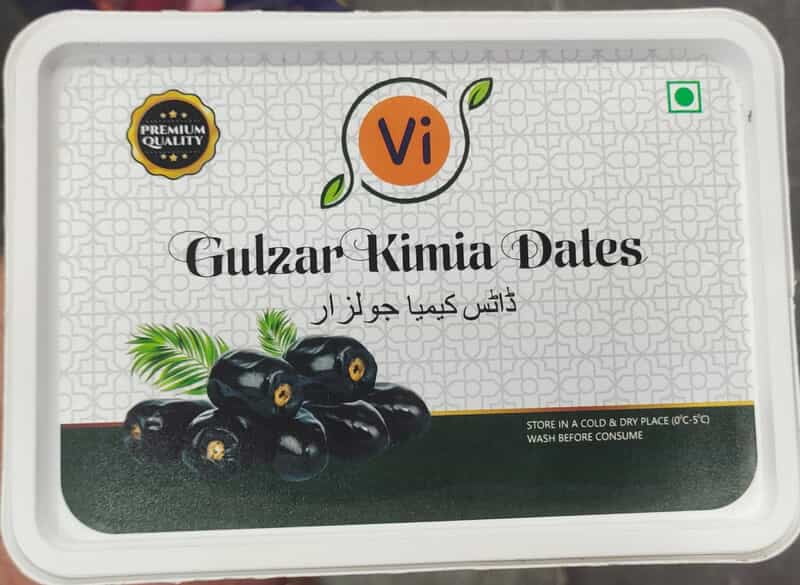 PREMIUM
QUALITY
Vi
Gulzar Kimia Dates
ڈاٹس کیمیا جولزار
STORE IN A COLD & DRY PLACE (0°C-5°C)
WASH BEFORE CONSUME